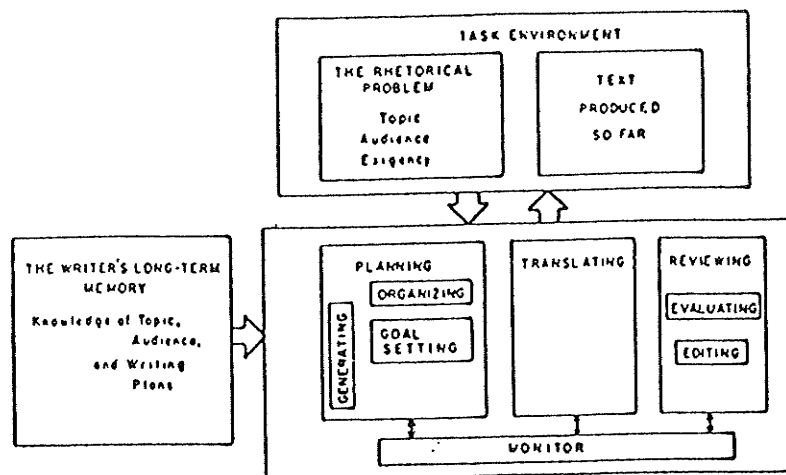 TASK ENVIRONMENT
THE RHETORICAL
PROBLEM
Topic
Audience
Exigency
TEXT
PRODUCED
SO FAR
THE WRITER'S LONG-TERM
MEMORY
Knowledge of Topic,
Audience,
and Writing
Plans
PLANNING
ORGANIZING
GENERATING
GOAL
SETTING
TRANSLATING
REVIEWING
EVALUATING
EDITING
MONITOR